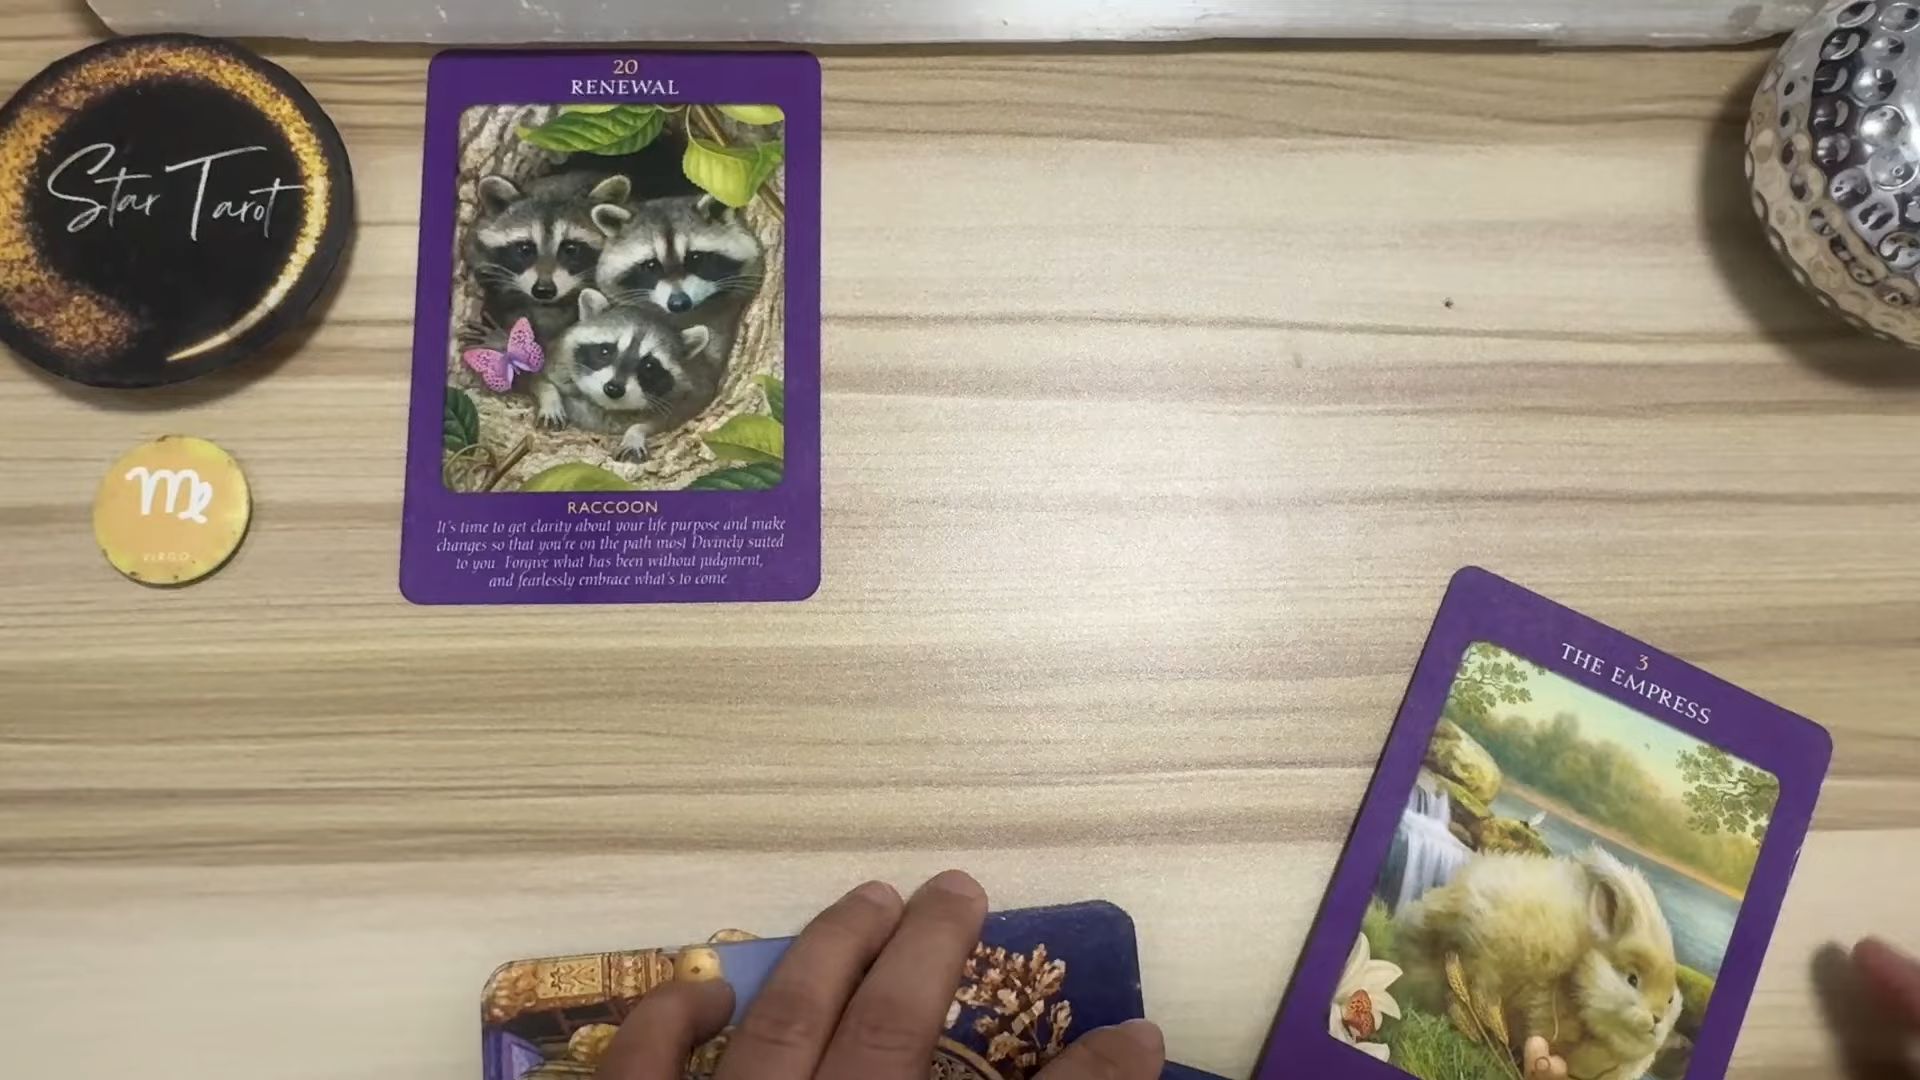 Star Tarot
20
RENEWAL
RACCOON
It's time to get clarity about your life purpose and make
changes so that you're on the path most Divinely suited
to you. Forgive what has been without judgment,
and fearlessly embrace what's to come.
VIRGO
3
THE EMPRESS